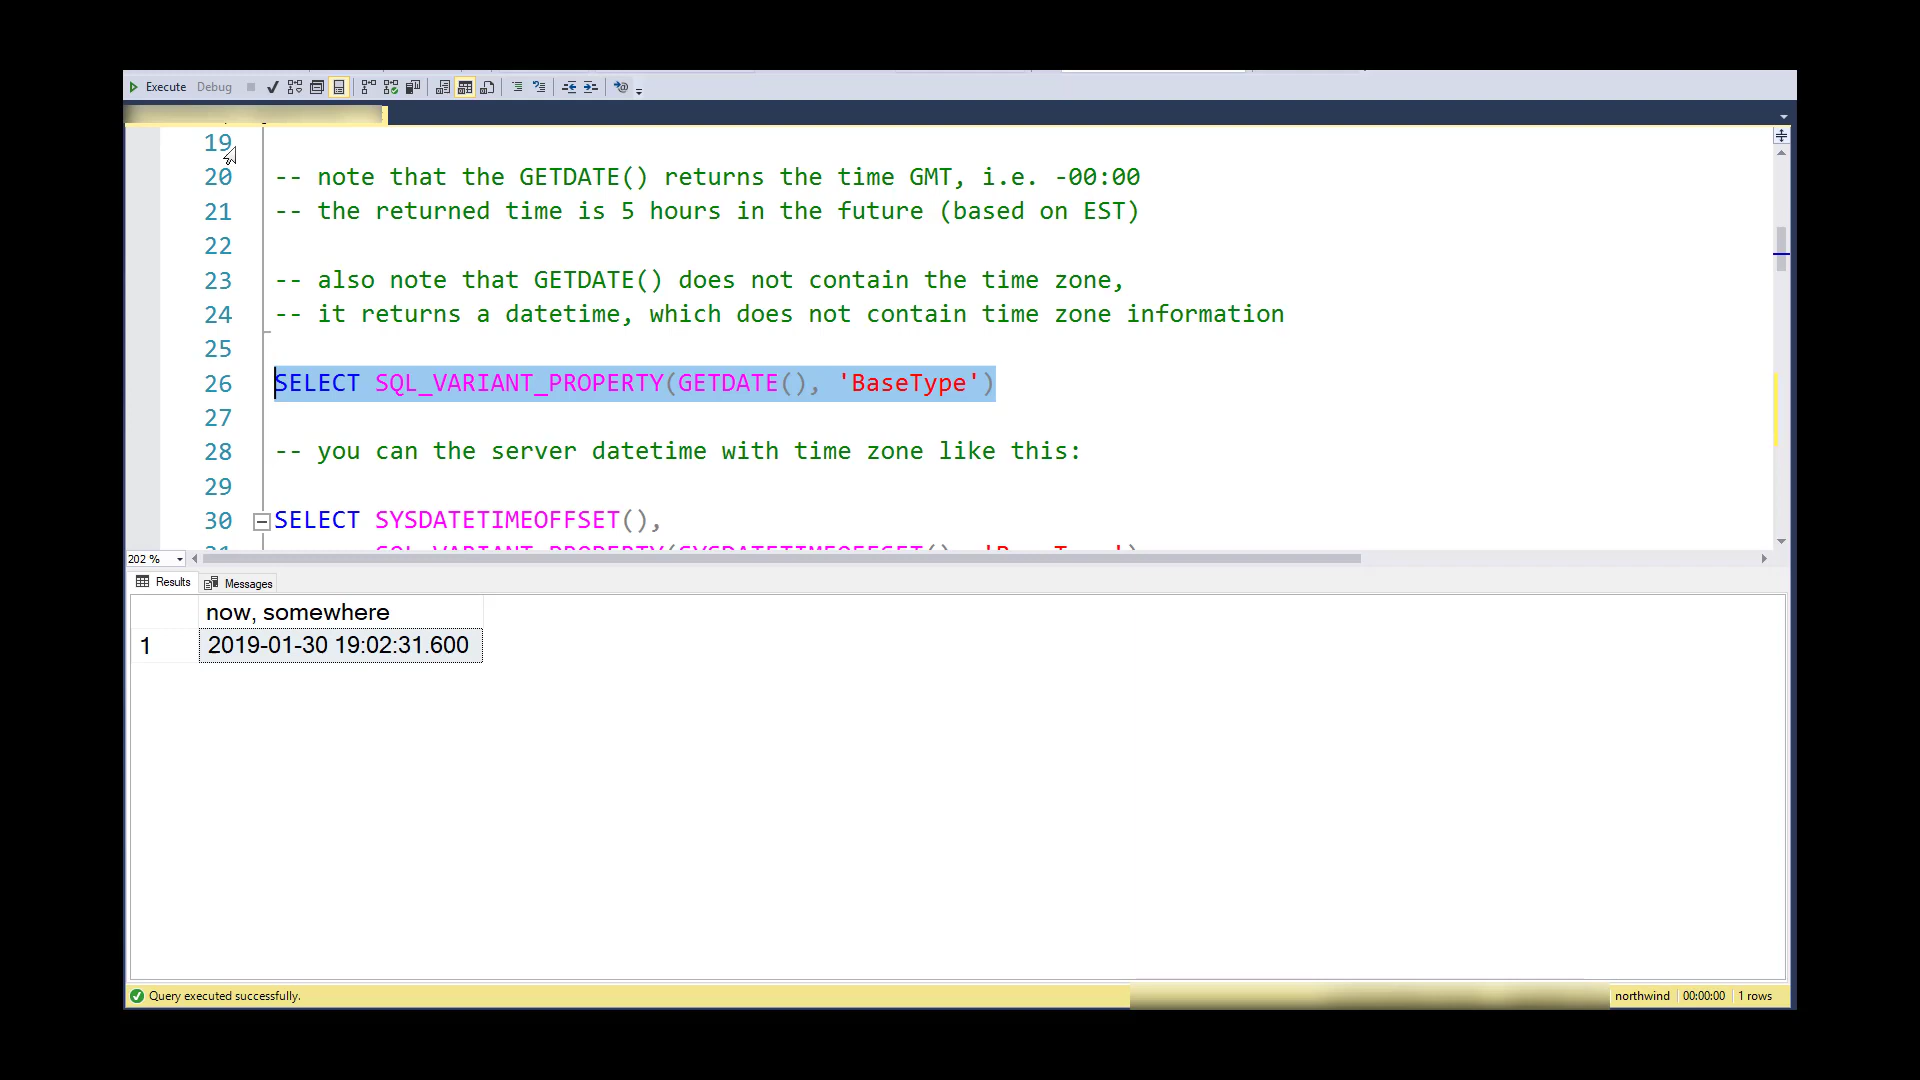 Execute Debug
19
20 -- note that the GETDATE() returns the time GMT, i.e. -00:00
21 -- the returned time is 5 hours in the future (based on EST)
22
23 -- also note that GETDATE() does not contain the time zone,
24 -- it returns a datetime, which does not contain time zone information
25
26 SELECT SQL_VARIANT_PROPERTY(GETDATE(), 'BaseType')
27
28 -- you can the server datetime with time zone like this:
29
30 SELECT SYSDATETIMEOFFSET(),
202 %
Results Messages
now, somewhere
1 2019-01-30 19:02:31.600
Query executed successfully. northwind 00:00:00 1 rows